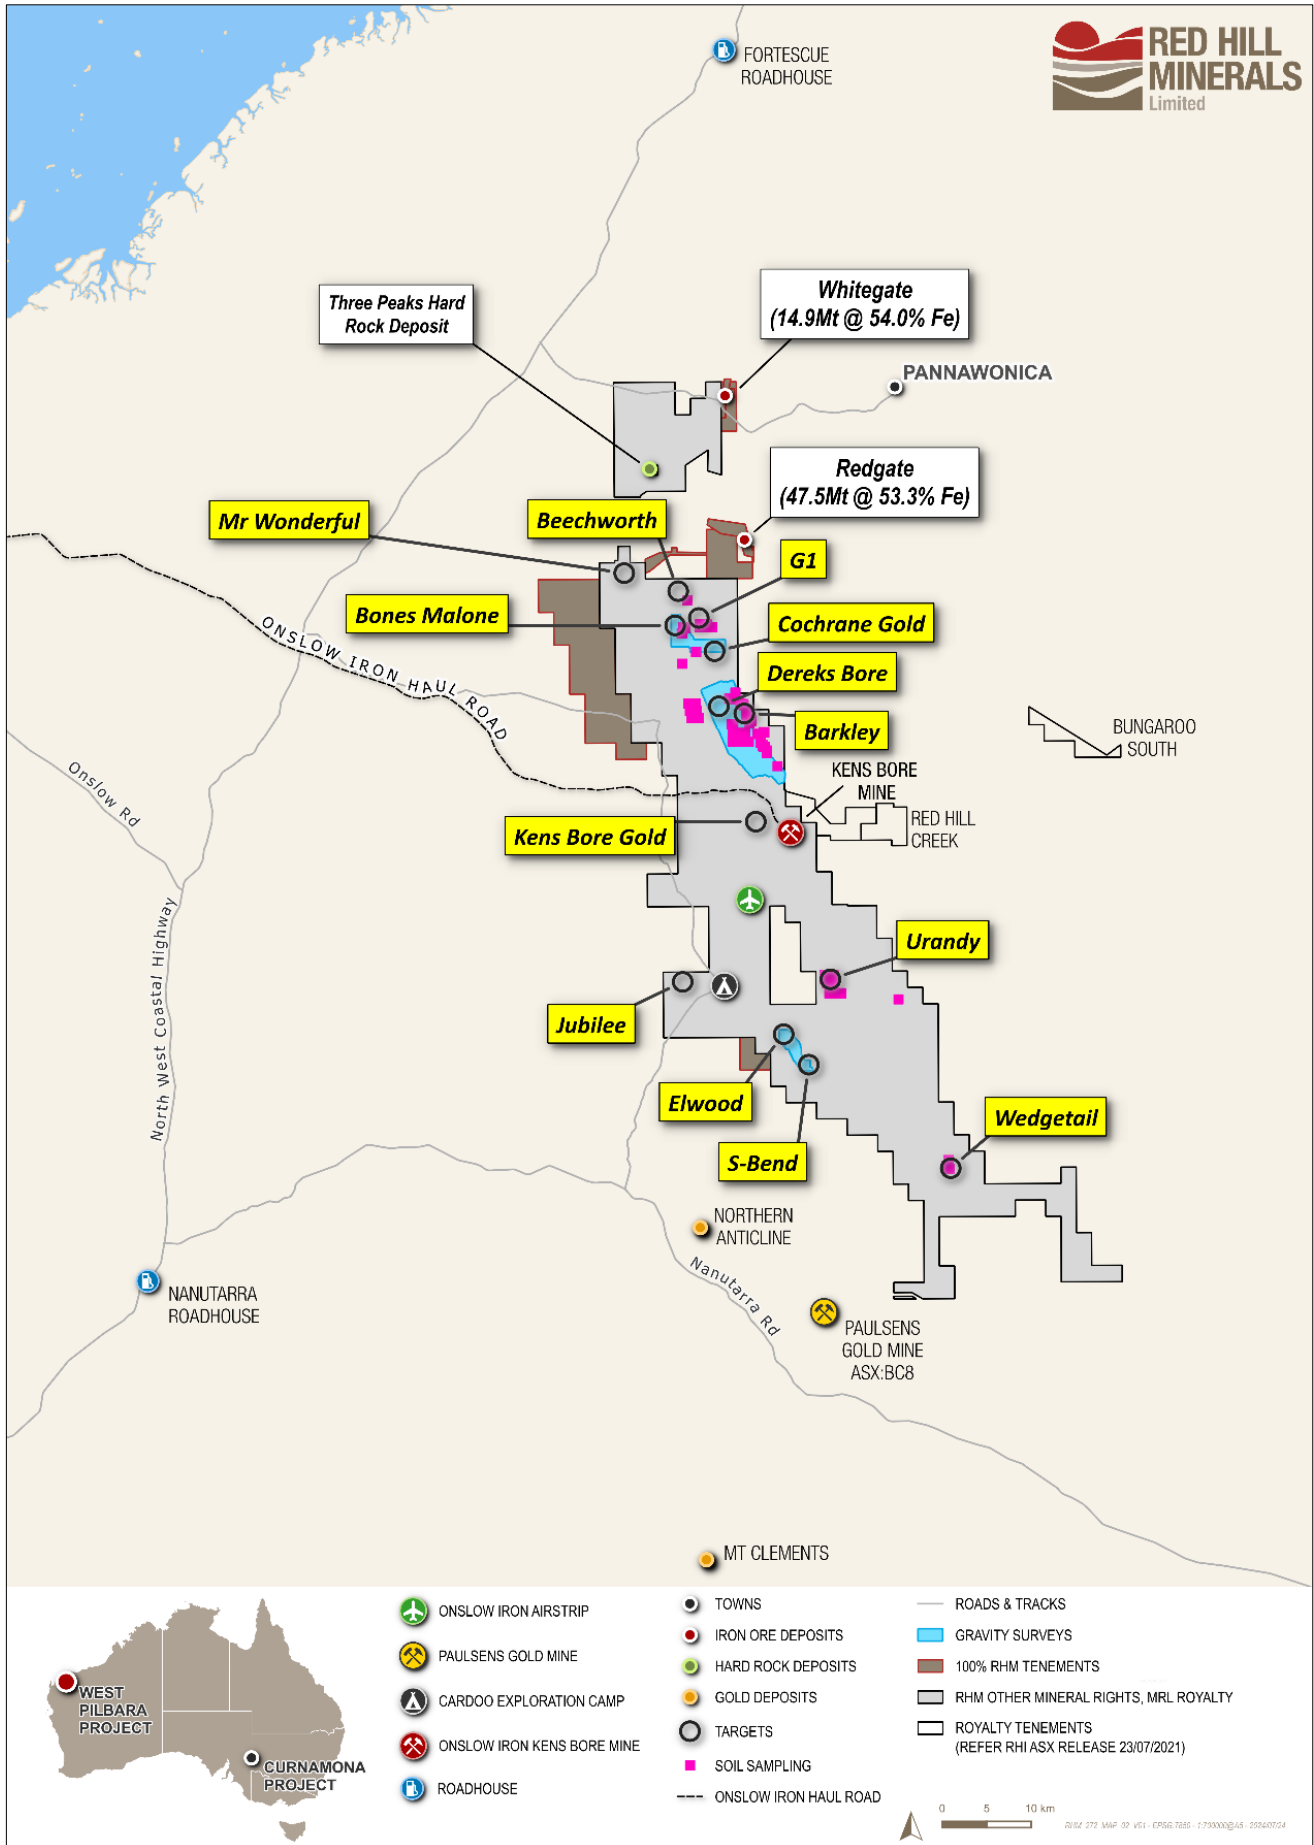 RED HILL
MINERALS
Limited
FORTESCUE
ROADHOUSE
Whitegate
(14.9Mt @ 54.0% Fe)
Three Peaks Hard
Rock Deposit
PANNAWONICA
Redgate
(47.5Mt @ 53.3% Fe)
Mr Wonderful
Beechworth
G1
Bones Malone
Cochrane Gold
ONSLOW IRON HAUL ROAD
Dereks Bore
Barkley
BUNGAROO
SOUTH
KENS BORE
MINE
Onslow Rd
Kens Bore Gold
RED HILL
CREEK
North West Coastal Highway
Urandy
Jubilee
Elwood
Wedgetail
S-Bend
NORTHERN
ANTICLINE
Nanutarra Rd
NANUTARRA
ROADHOUSE
PAULSENS
GOLD MINE
ASX:BC8
MT CLEMENTS
WEST
PILBARA
PROJECT
CURNAMONA
PROJECT
ONSLOW IRON AIRSTRIP
PAULSENS GOLD MINE
CARDOO EXPLORATION CAMP
ONSLOW IRON KENS BORE MINE
ROADHOUSE
TOWNS
IRON ORE DEPOSITS
HARD ROCK DEPOSITS
GOLD DEPOSITS
TARGETS
SOIL SAMPLING
ONSLOW IRON HAUL ROAD
ROADS & TRACKS
GRAVITY SURVEYS
100% RHM TENEMENTS
RHM OTHER MINERAL RIGHTS, MRL ROYALTY
ROYALTY TENEMENTS
(REFER RHI ASX RELEASE 23/07/2021)
0 5 10 km